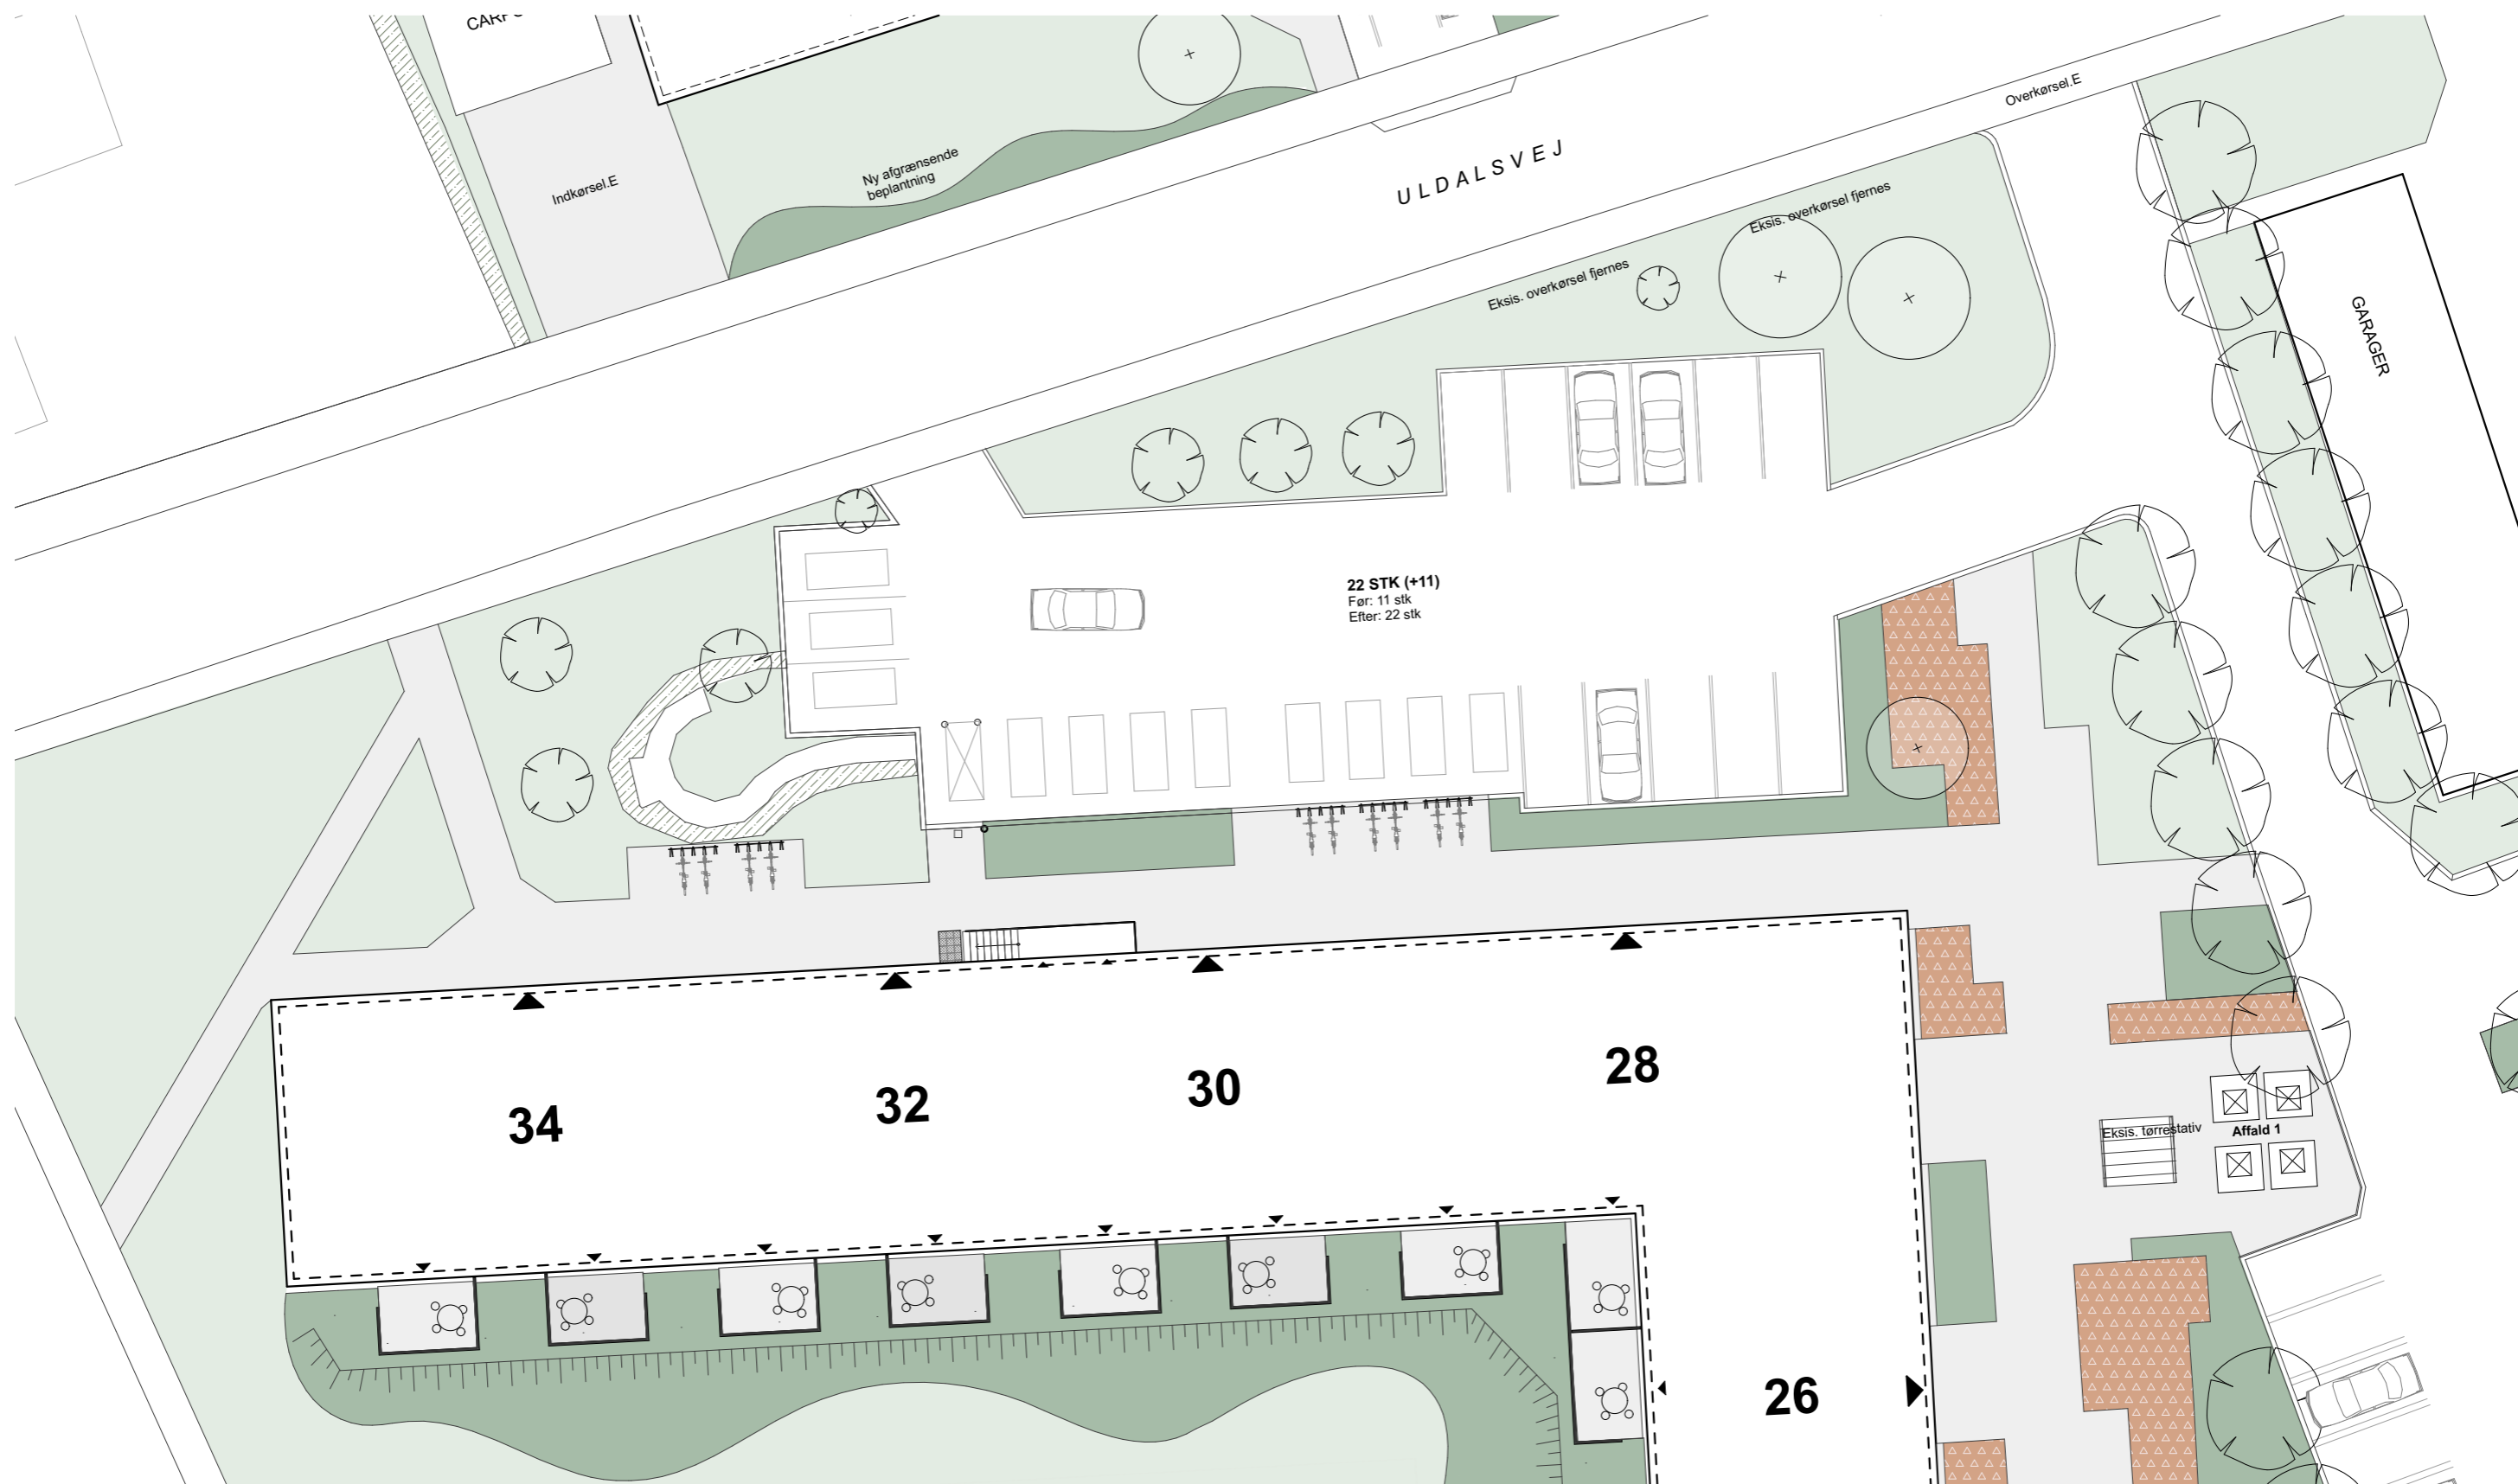 Overkørsel.E
ULDALSVEJ
Ny afgrænsende
beplantning
Indkørsel.E
Eksis. overkørsel fjernes
Eksis. overkørsel fjernes
GARAGER
22 STK (+11)
Før: 11 stk
Efter: 22 stk
28
30
32
34
Eksis. tørrestativ
Affald 1
26